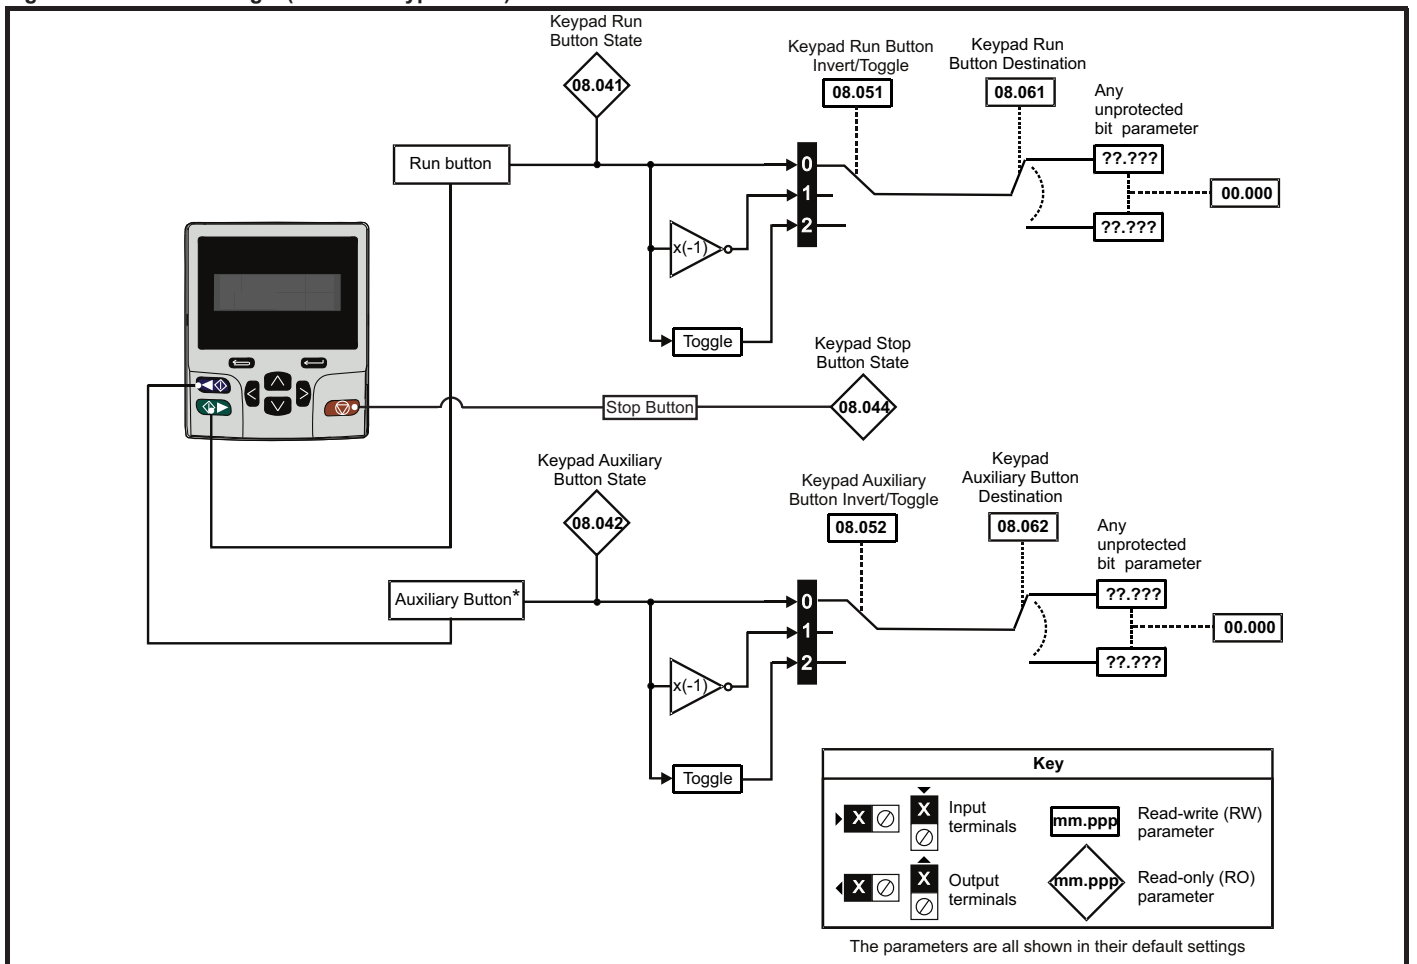 Keypad Run
Button State
08.041
Keypad Run Button
Invert/Toggle
08.051
Keypad Run
Button Destination
08.061
Any
unprotected
bit parameter
Run button
0
1
2
??.???
??.???
00.000
x(-1)
Toggle
Keypad Stop
Button State
Stop Button
08.044
Keypad Auxiliary
Button State
08.042
Keypad Auxiliary
Button Invert/Toggle
08.052
Keypad
Auxiliary Button
Destination
08.062
Any
unprotected
bit parameter
Auxiliary Button*
0
1
2
??.???
??.???
00.000
x(-1)
Toggle
Key
X
X
Input
terminals
mm.ppp
Read-write (RW)
parameter
X
X
Output
terminals
mm.ppp
Read-only (RO)
parameter
The parameters are all shown in their default settings